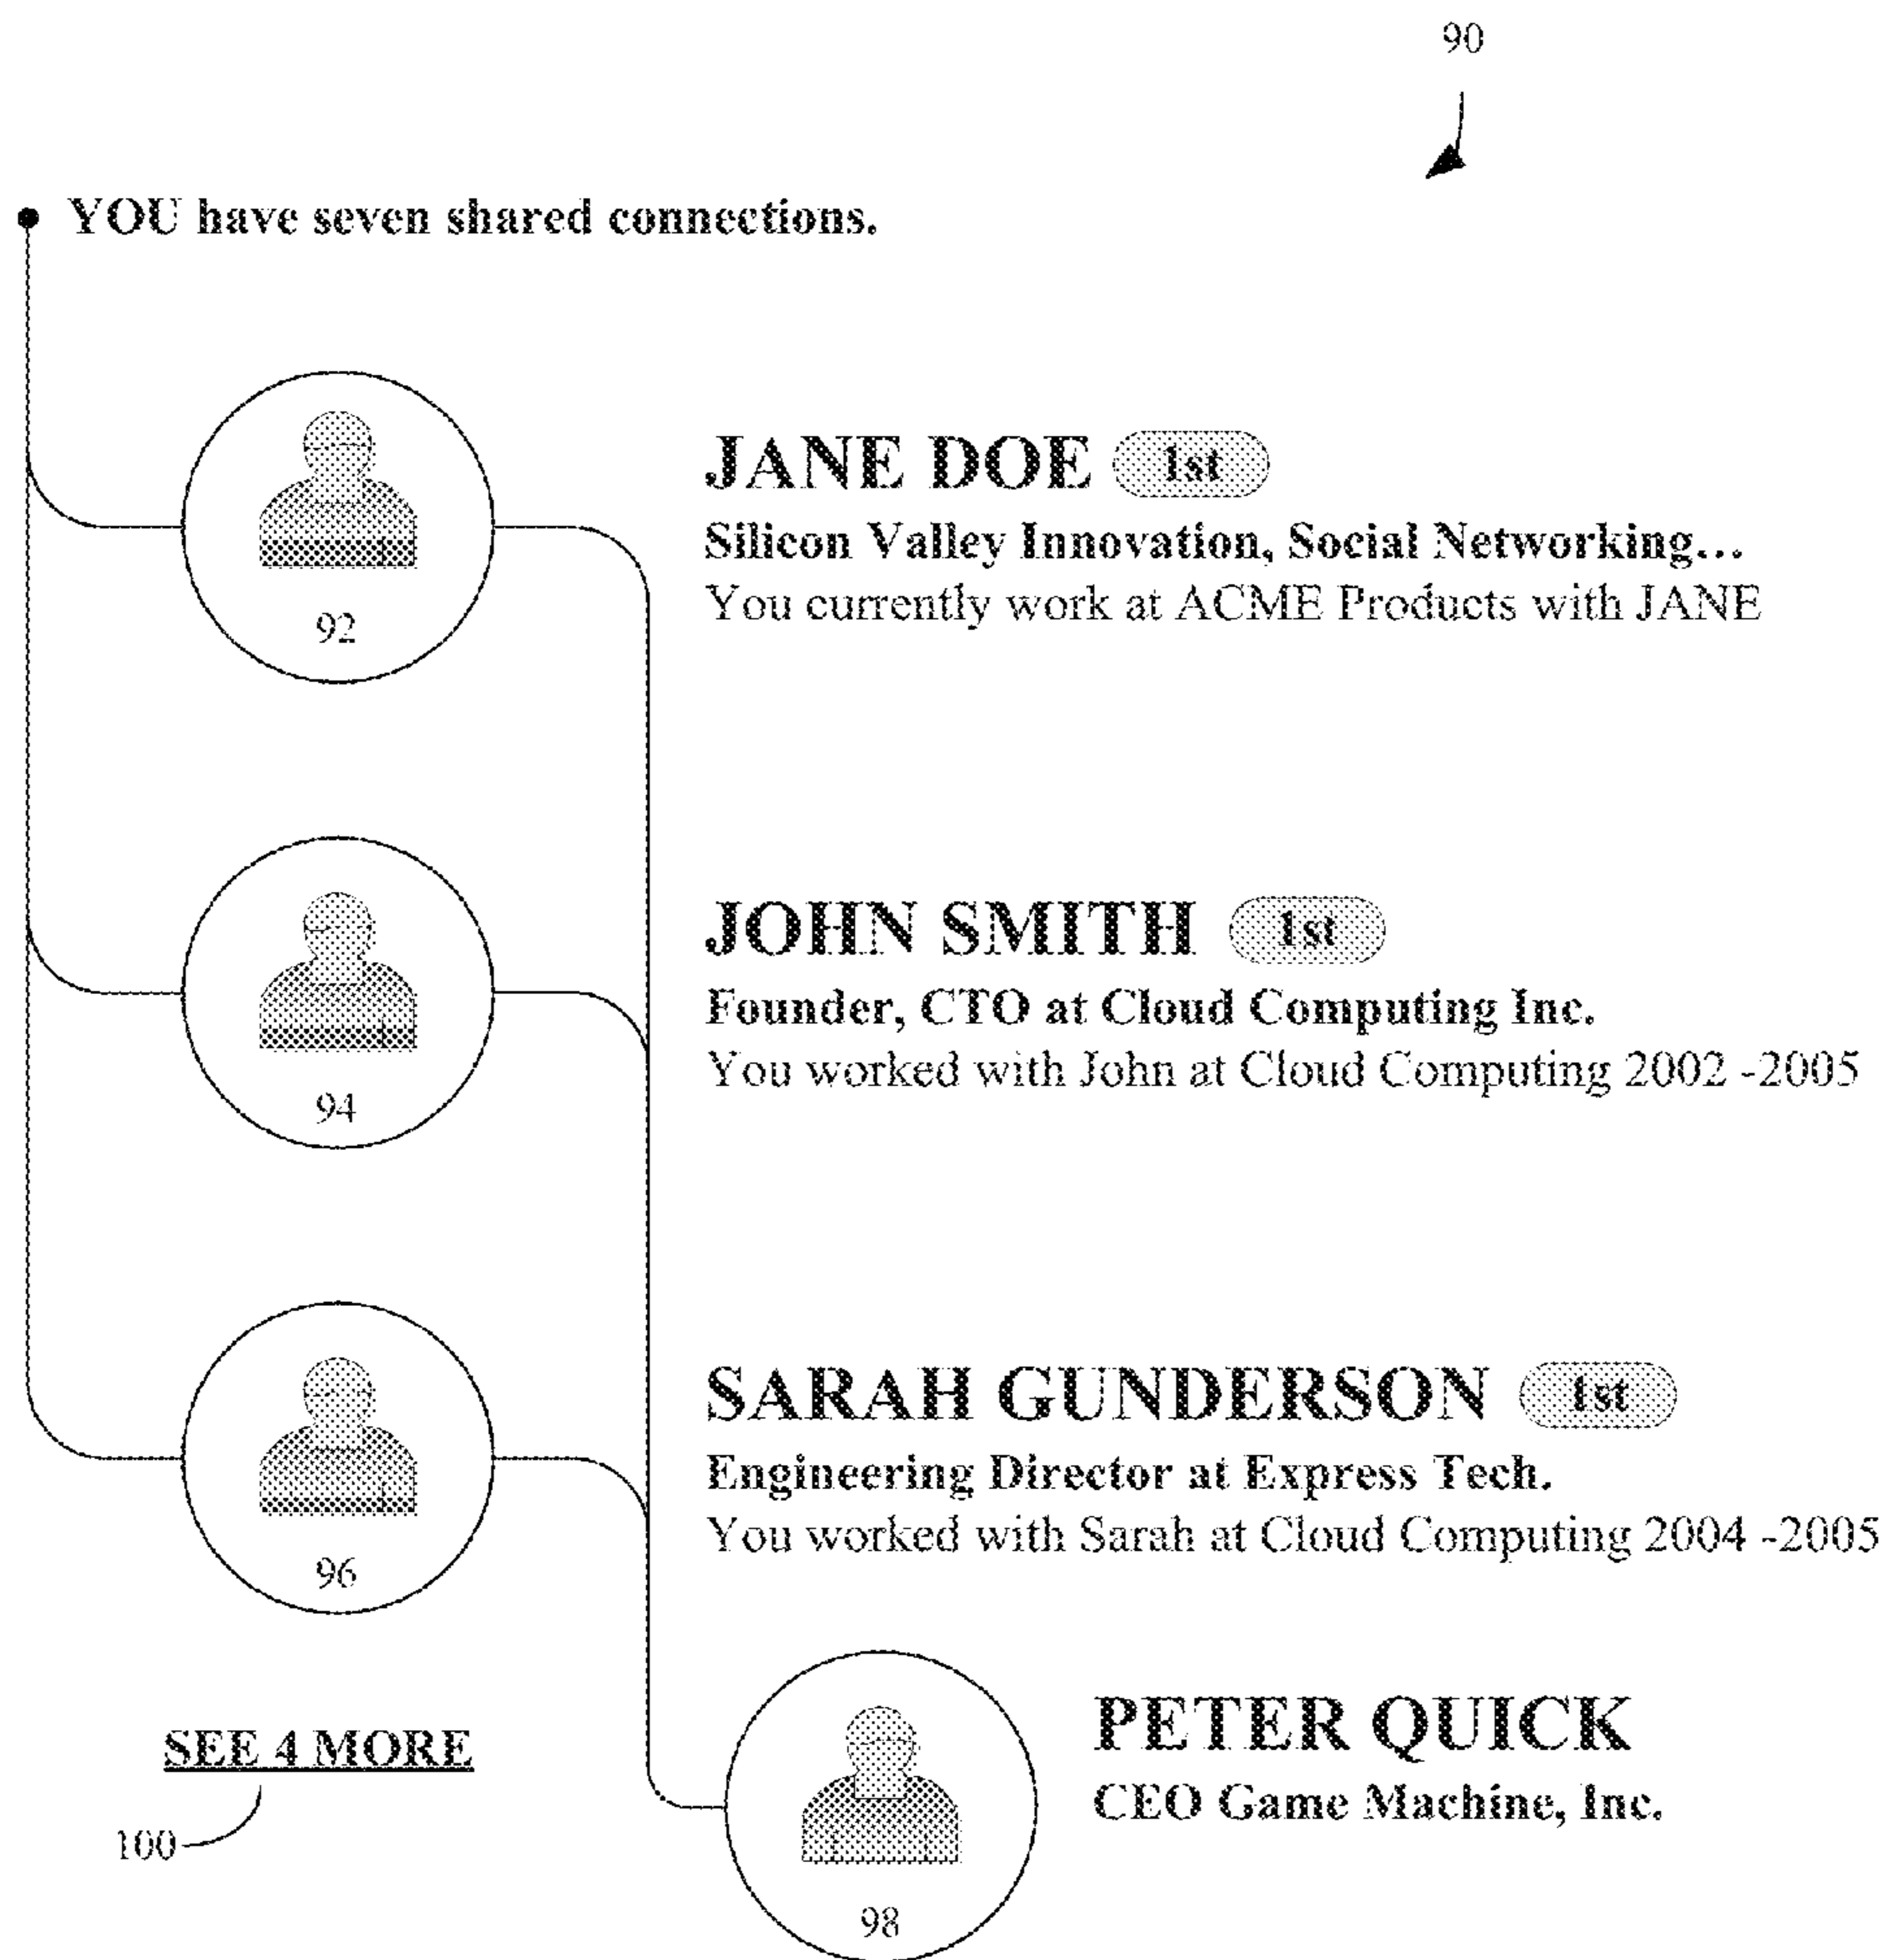 90
YOU have seven shared connections.
JANE DOE 1st
Silicon Valley Innovation, Social Networking...
You currently work at ACME Products with JANE
92
JOHN SMITH 1st
Founder, CTO at Cloud Computing Inc.
You worked with John at Cloud Computing 2002 -2005
94
SARAH GUNDERSON 1st
Engineering Director at Express Tech.
You worked with Sarah at Cloud Computing 2004 -2005
96
SEE 4 MORE
100
PETER QUICK
CEO Game Machine, Inc.
98